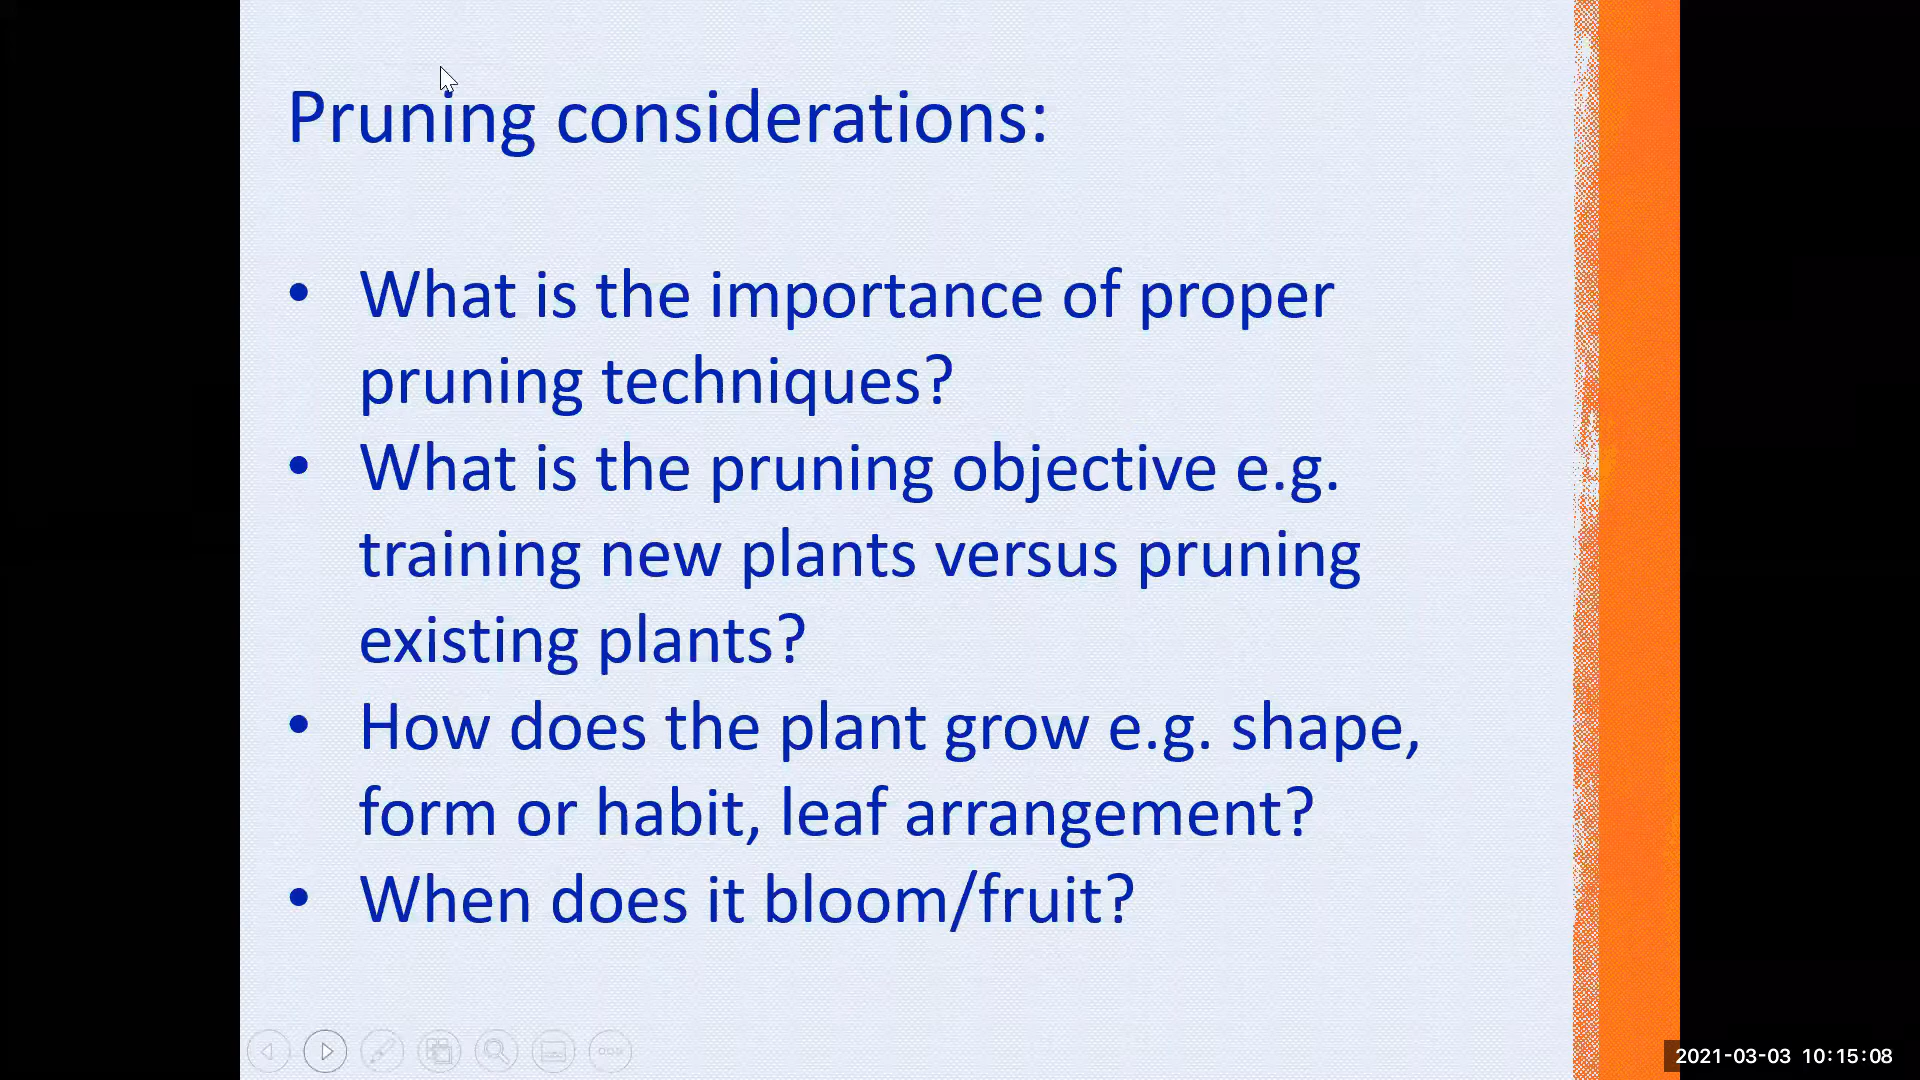 Pruning considerations:
• What is the importance of proper
pruning techniques?
• What is the pruning objective e.g.
training new plants versus pruning
existing plants?
• How does the plant grow e.g. shape,
form or habit, leaf arrangement?
• When does it bloom/fruit?
2021-03-03 10:15:08